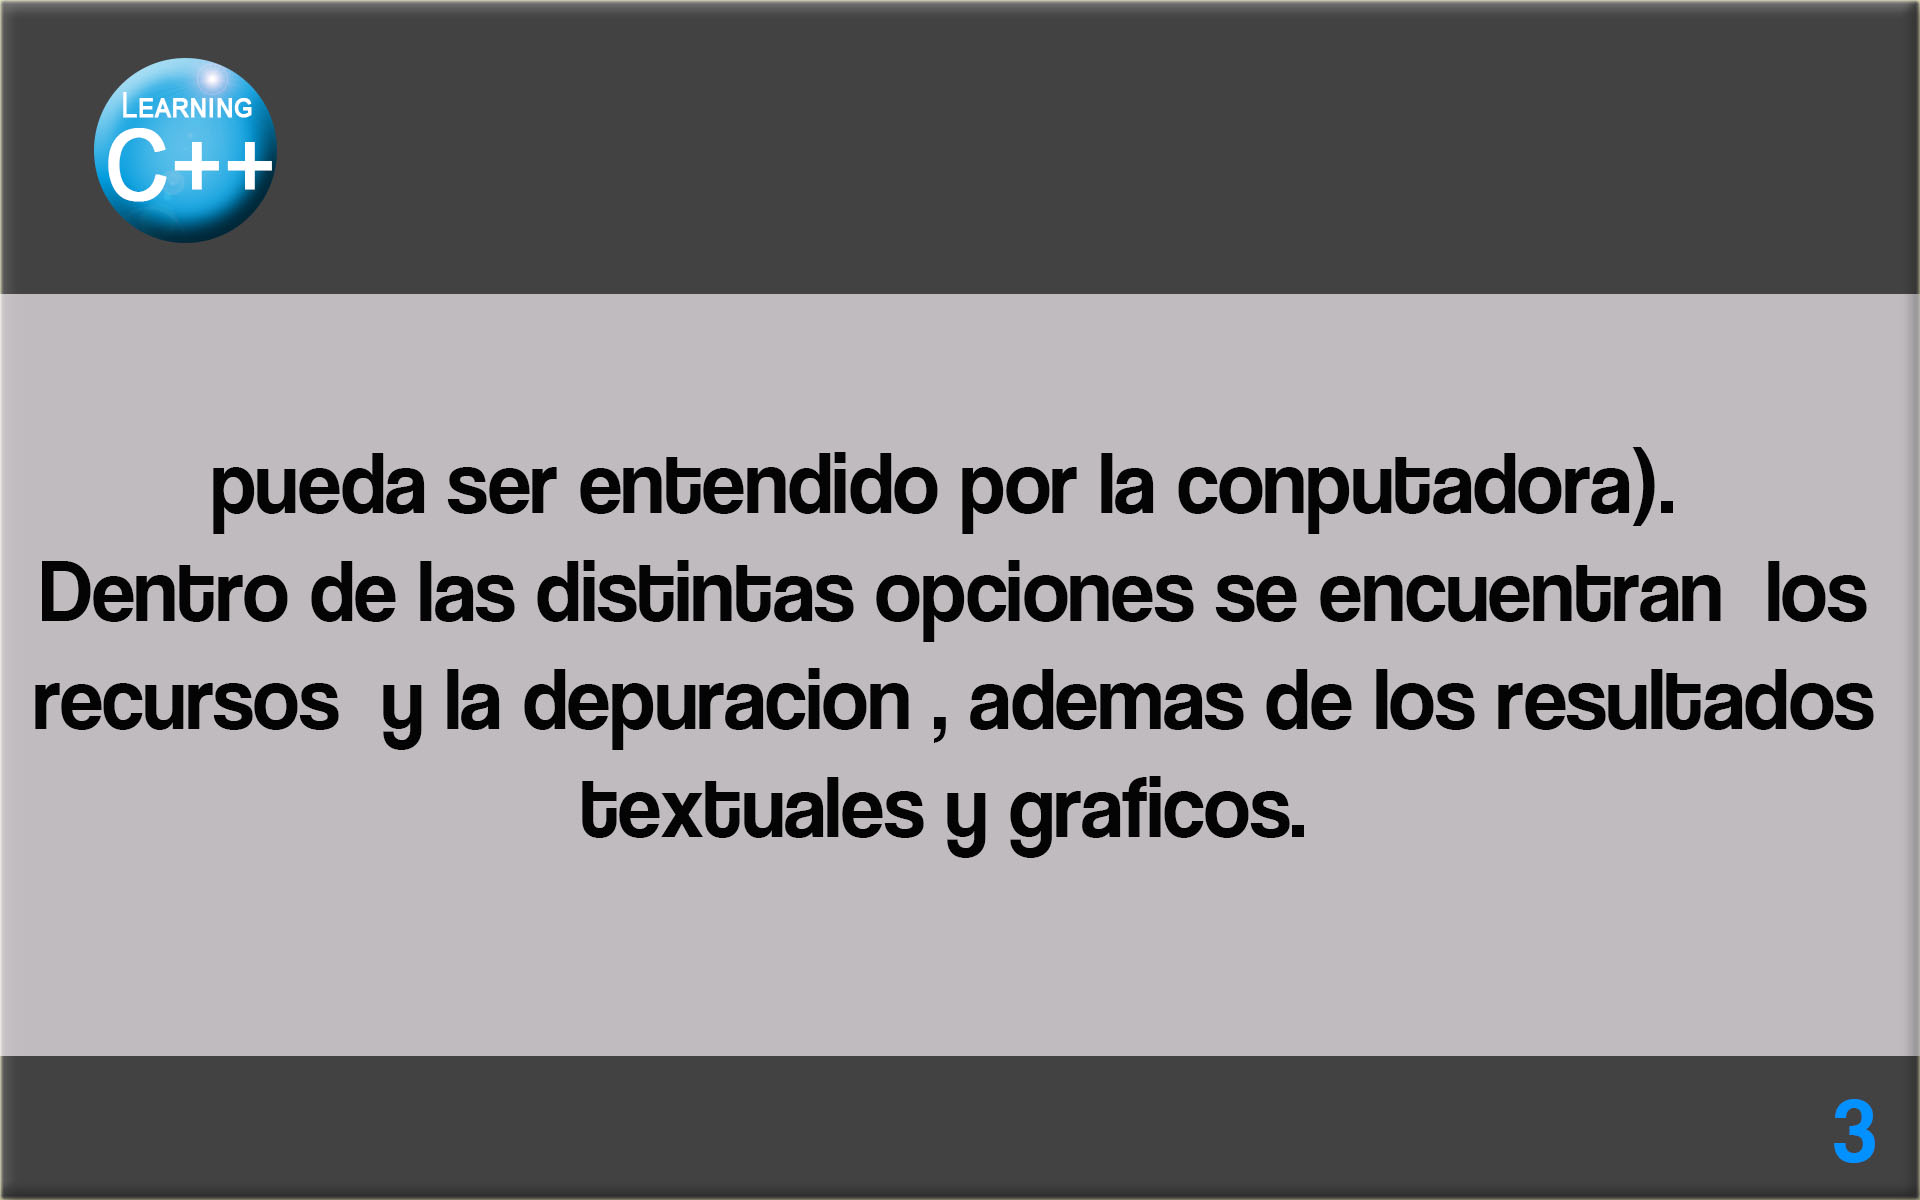 LEARNING
C++
pueda ser entendido por la conputadora).
Dentro de las distintas opciones se encuentran los
recursos y la depuracion , ademas de los resultados
textuales y graficos.
3